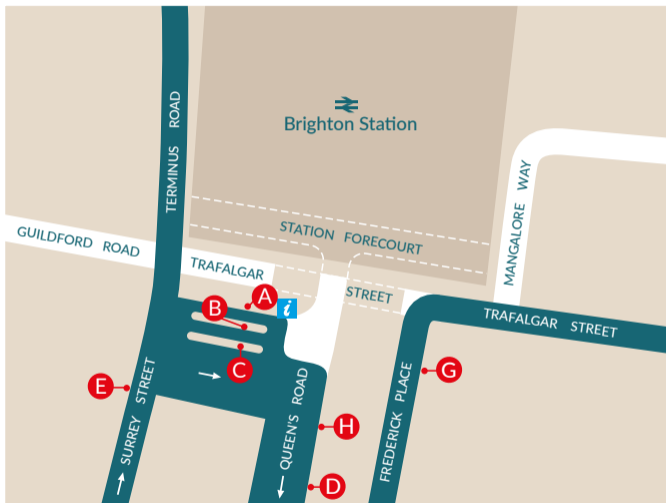 TERMINUS ROAD
Brighton Station
MANGALORE WAY
STATION FORECOURT
GUILDFORD ROAD
TRAFALGAR
STREET
TRAFALGAR STREET
A
i
B
C
E
G
SURREY STREET
QUEEN'S ROAD
FREDERICK PLACE
H
D